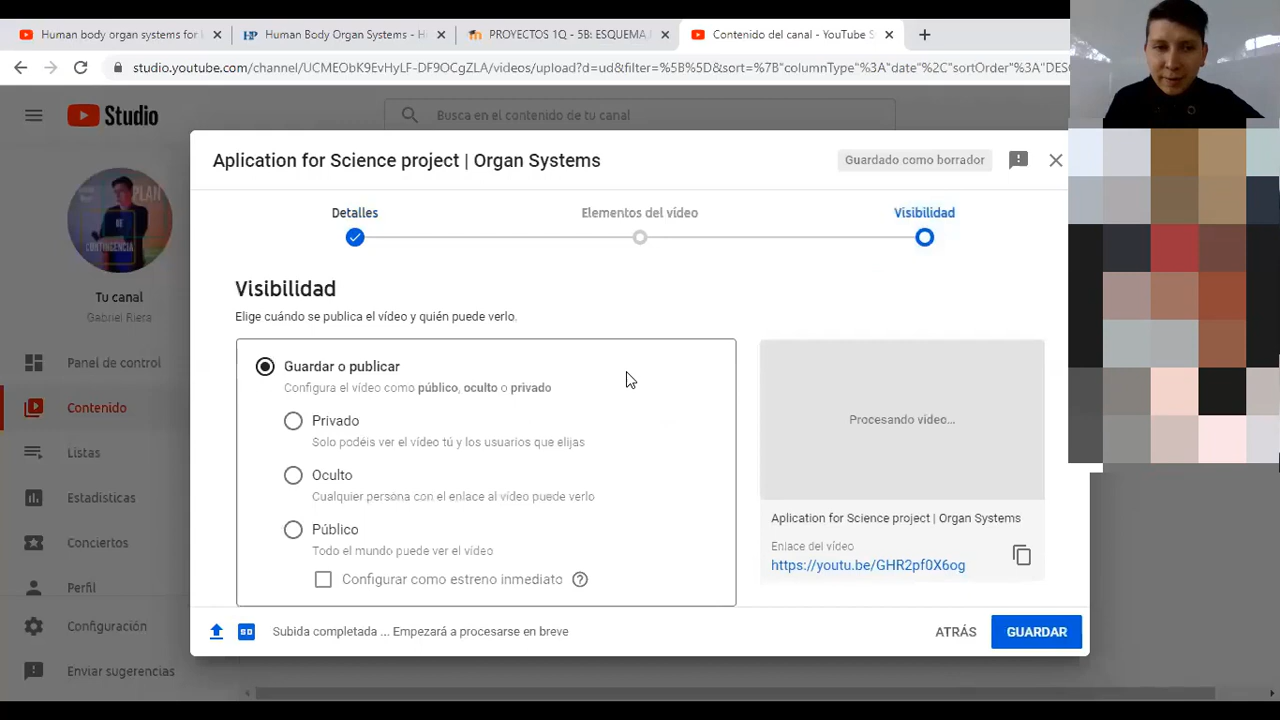 Human body organ systems for k
Human Body Organ Systems - He
PROYECTOS 1Q - 5B: ESQUEMA A
Contenido del canal - YouTube S
studio.youtube.com/channel/UCMEObK9EvHyLF-DF9OCgZLA/videos/upload?d=ud&filter=%5B%5D&sort=%7B"columnType"%3A"date"%2C"sortOrder"%3A"DES
Studio
Busca en el contenido de tu canal
PLAN
DE
CONTINGENCIA
Tu canal
Gabriel Riera
Panel de control
Contenido
Listas
Estadísticas
Conciertos
Perfil
Configuración
Enviar sugerencias
Aplication for Science project | Organ Systems
Guardado como borrador
Detalles
Elementos del vídeo
Visibilidad
Visibilidad
Elige cuándo se publica el vídeo y quién puede verlo.
Guardar o publicar
Configura el vídeo como público, oculto o privado
Privado
Solo podéis ver el vídeo tú y los usuarios que elijas
Oculto
Cualquier persona con el enlace al vídeo puede verlo
Público
Todo el mundo puede ver el vídeo
Configurar como estreno inmediato
Procesando vídeo...
Aplication for Science project | Organ Systems
Enlace del vídeo
https://youtu.be/GHR2pf0X6og
SD
Subida completada ... Empezará a procesarse en breve
ATRÁS
GUARDAR